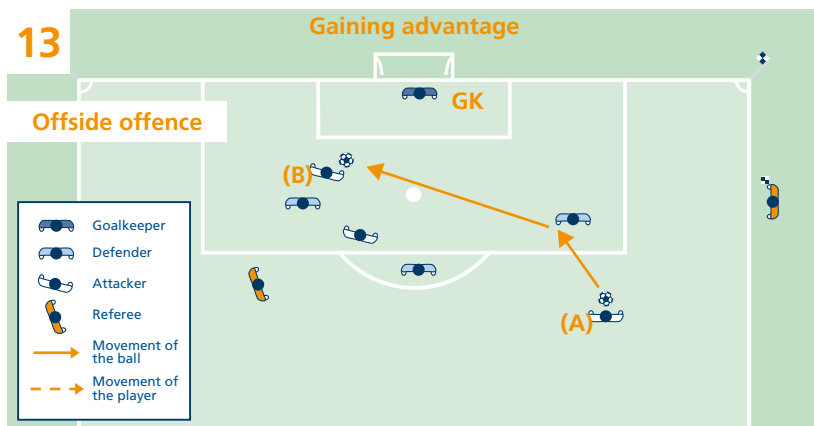 13
Gaining advantage
GK
Offside offence
(B)
(A)
Goalkeeper
Defender
Attacker
Referee
Movement of
the ball
Movement of
the player